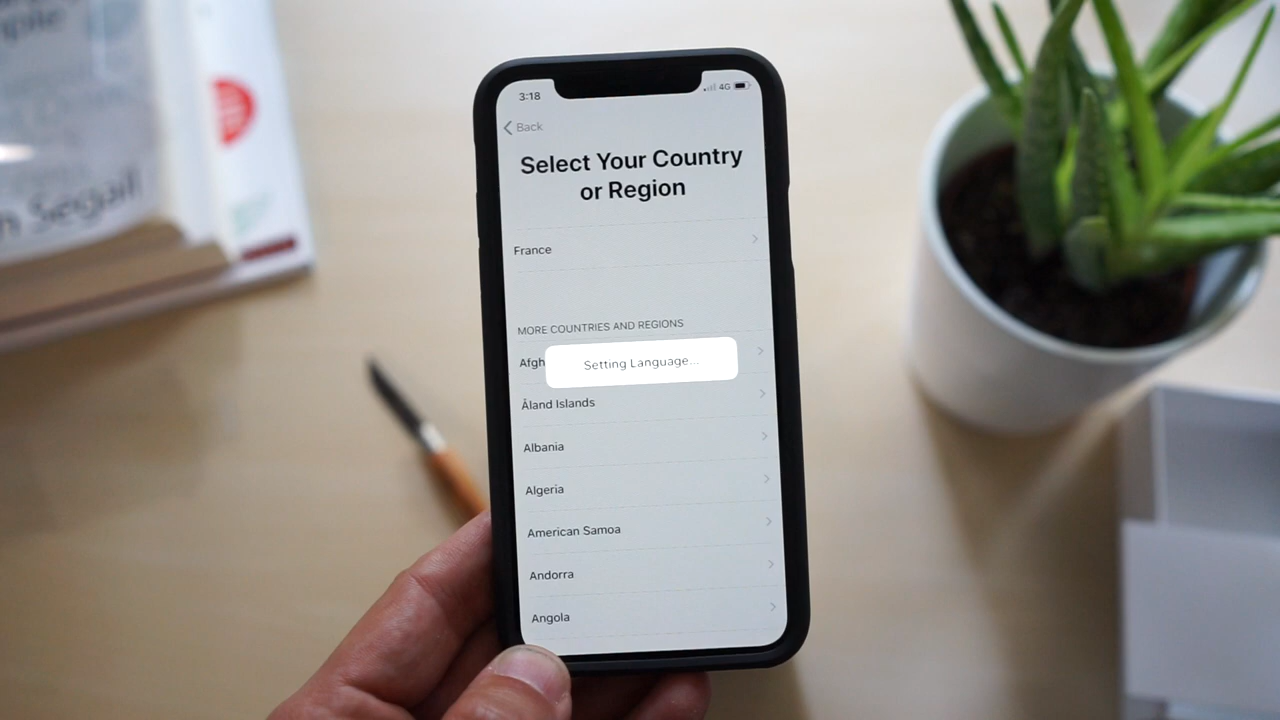 n Segall
3:18
4G
Back
Select Your Country
or Region
France
MORE COUNTRIES AND REGIONS
Afgh
Setting Language...
Åland Islands
Albania
Algeria
American Samoa
Andorra
Angola